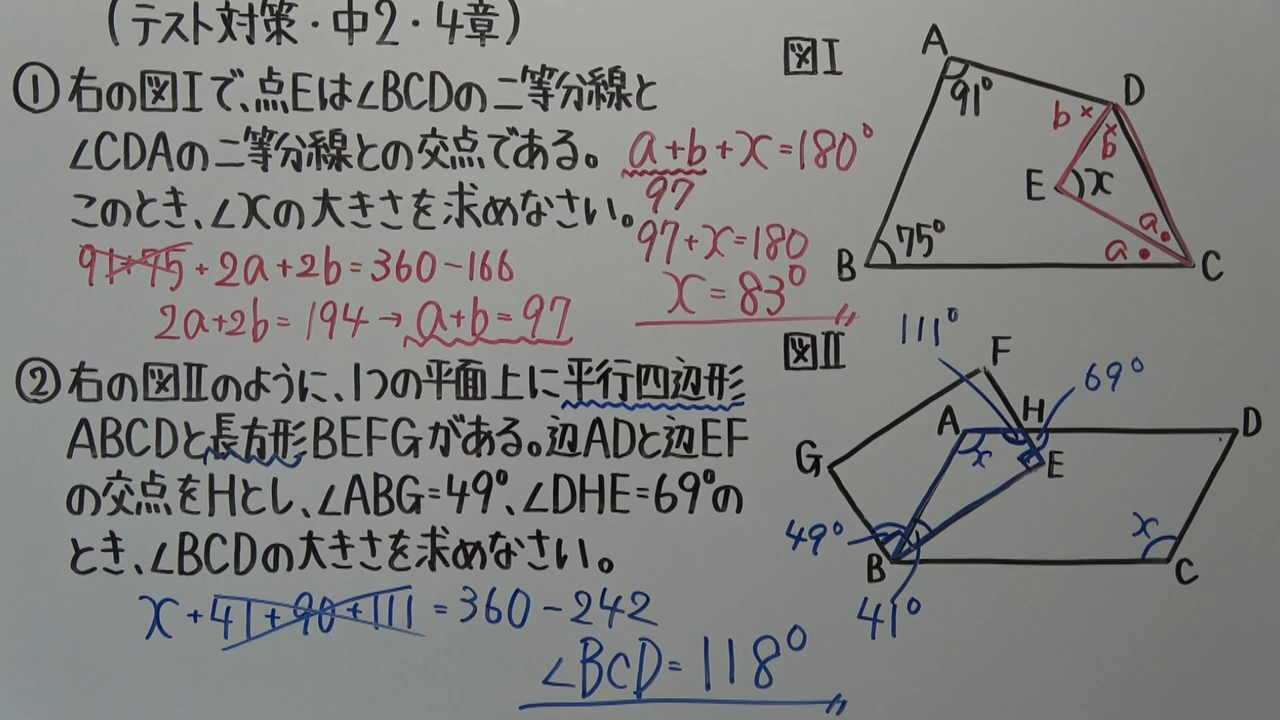 (テスト対策・中2・4章)
①右の図Ⅰで、点Eは∠BCDの二等分線と
∠CDAの二等分線との交点である。
このとき、∠xの大きさを求めなさい。
91+75+2a+2b=360-166
2a+2b=194→a+b=97
a+b+x=180°
97
97+x=180
x=83°
図Ⅰ
A
91°
D
b
b
E
x
B
75°
a
a
C
②右の図Ⅱのように、1つの平面上に平行四辺形
ABCDと長方形BEFGがある。辺ADと辺EF
の交点をHとし、∠ABG=49°、∠DHE=69°の
とき、∠BCDの大きさを求めなさい。
x+41+90+111=360-242
∠BCD=118°
図Ⅱ
111°
F
69°
A
H
D
G
x
E
49°
x
B
C
41°